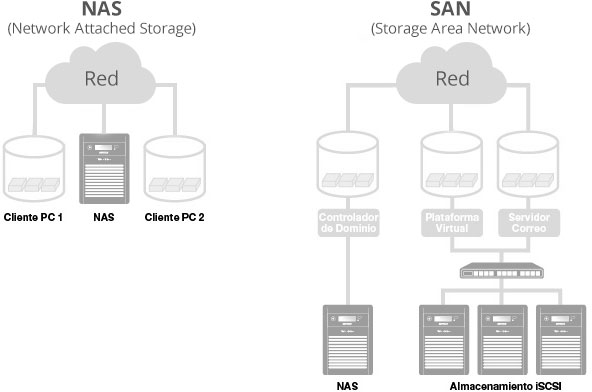 NAS
(Network Attached Storage)
Red
Cliente PC 1
NAS
Cliente PC 2
SAN
(Storage Area Network)
Red
Controlador
de Dominio
Plataforma
Virtual
Servidor
Correo
NAS
Almacenamiento iSCSI